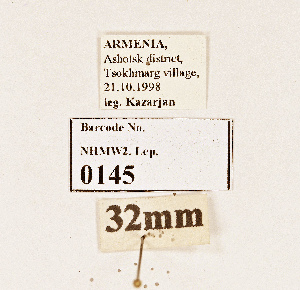 ARMENIA,
Ashotsk district,
Tsokhmarg village,
21.10.1998
leg. Kazarjan
Barcode No.
NHMW2. Lep.
0145
32mm